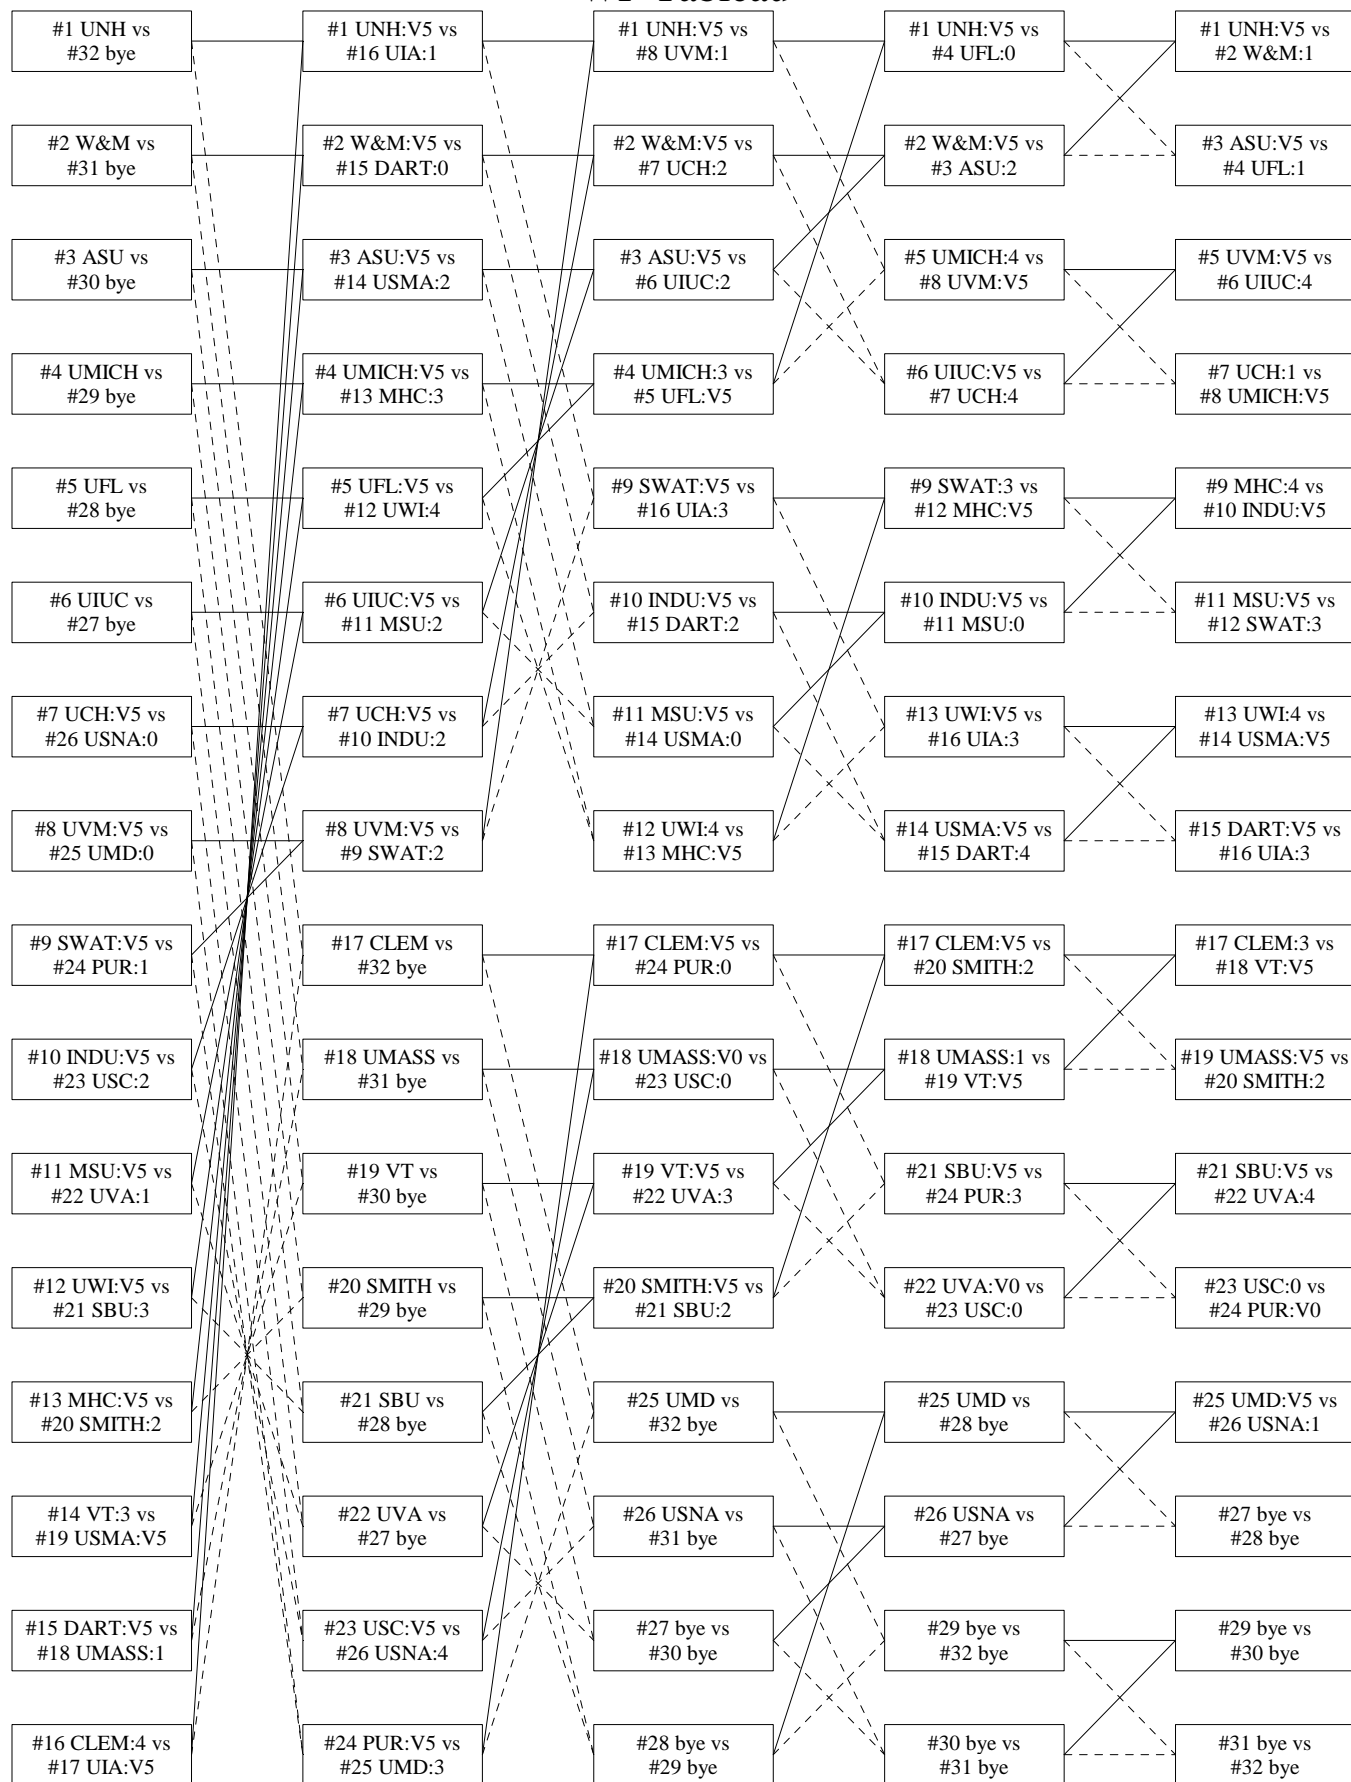 #1 UNH vs
#32 bye
#2 W&M vs
#31 bye
#3 ASU vs
#30 bye
#4 UMICH vs
#29 bye
#5 UFL vs
#28 bye
#6 UIUC vs
#27 bye
#7 UCH:V5 vs
#26 USNA:0
#8 UVM:V5 vs
#25 UMD:0
#9 SWAT:V5 vs
#24 PUR:1
#10 INDU:V5 vs
#23 USC:2
#11 MSU:V5 vs
#22 UVA:1
#12 UWI:V5 vs
#21 SBU:3
#13 MHC:V5 vs
#20 SMITH:2
#14 VT:3 vs
#19 USMA:V5
#15 DART:V5 vs
#18 UMASS:1
#16 CLEM:4 vs
#17 UIA:V5
#1 UNH:V5 vs
#16 UIA:1
#2 W&M:V5 vs
#15 DART:0
#3 ASU:V5 vs
#14 USMA:2
#4 UMICH:V5 vs
#13 MHC:3
#5 UFL:V5 vs
#12 UWI:4
#6 UIUC:V5 vs
#11 MSU:2
#7 UCH:V5 vs
#10 INDU:2
#8 UVM:V5 vs
#9 SWAT:2
#17 CLEM vs
#32 bye
#18 UMASS vs
#31 bye
#19 VT vs
#30 bye
#20 SMITH vs
#29 bye
#21 SBU vs
#28 bye
#22 UVA vs
#27 bye
#23 USC:V5 vs
#26 USNA:4
#24 PUR:V5 vs
#25 UMD:3
#1 UNH:V5 vs
#8 UVM:1
#2 W&M:V5 vs
#7 UCH:2
#3 ASU:V5 vs
#6 UIUC:2
#4 UMICH:3 vs
#5 UFL:V5
#9 SWAT:V5 vs
#16 UIA:3
#10 INDU:V5 vs
#15 DART:2
#11 MSU:V5 vs
#14 USMA:0
#12 UWI:4 vs
#13 MHC:V5
#17 CLEM:V5 vs
#24 PUR:0
#18 UMASS:V0 vs
#23 USC:0
#19 VT:V5 vs
#22 UVA:3
#20 SMITH:V5 vs
#21 SBU:2
#25 UMD vs
#32 bye
#26 USNA vs
#31 bye
#27 bye vs
#30 bye
#28 bye vs
#29 bye
#1 UNH:V5 vs
#4 UFL:0
#2 W&M:V5 vs
#3 ASU:2
#5 UMICH:4 vs
#8 UVM:V5
#6 UIUC:V5 vs
#7 UCH:4
#9 SWAT:3 vs
#12 MHC:V5
#10 INDU:V5 vs
#11 MSU:0
#13 UWI:V5 vs
#16 UIA:3
#14 USMA:V5 vs
#15 DART:4
#17 CLEM:V5 vs
#20 SMITH:2
#18 UMASS:1 vs
#19 VT:V5
#21 SBU:V5 vs
#24 PUR:3
#22 UVA:V0 vs
#23 USC:0
#25 UMD vs
#28 bye
#26 USNA vs
#27 bye
#29 bye vs
#32 bye
#30 bye vs
#31 bye
#1 UNH:V5 vs
#2 W&M:1
#3 ASU:V5 vs
#4 UFL:1
#5 UVM:V5 vs
#6 UIUC:4
#7 UCH:1 vs
#8 UMICH:V5
#9 MHC:4 vs
#10 INDU:V5
#11 MSU:V5 vs
#12 SWAT:3
#13 UWI:4 vs
#14 USMA:V5
#15 DART:V5 vs
#16 UIA:3
#17 CLEM:3 vs
#18 VT:V5
#19 UMASS:V5 vs
#20 SMITH:2
#21 SBU:V5 vs
#22 UVA:4
#23 USC:0 vs
#24 PUR:V0
#25 UMD:V5 vs
#26 USNA:1
#27 bye vs
#28 bye
#29 bye vs
#30 bye
#31 bye vs
#32 bye